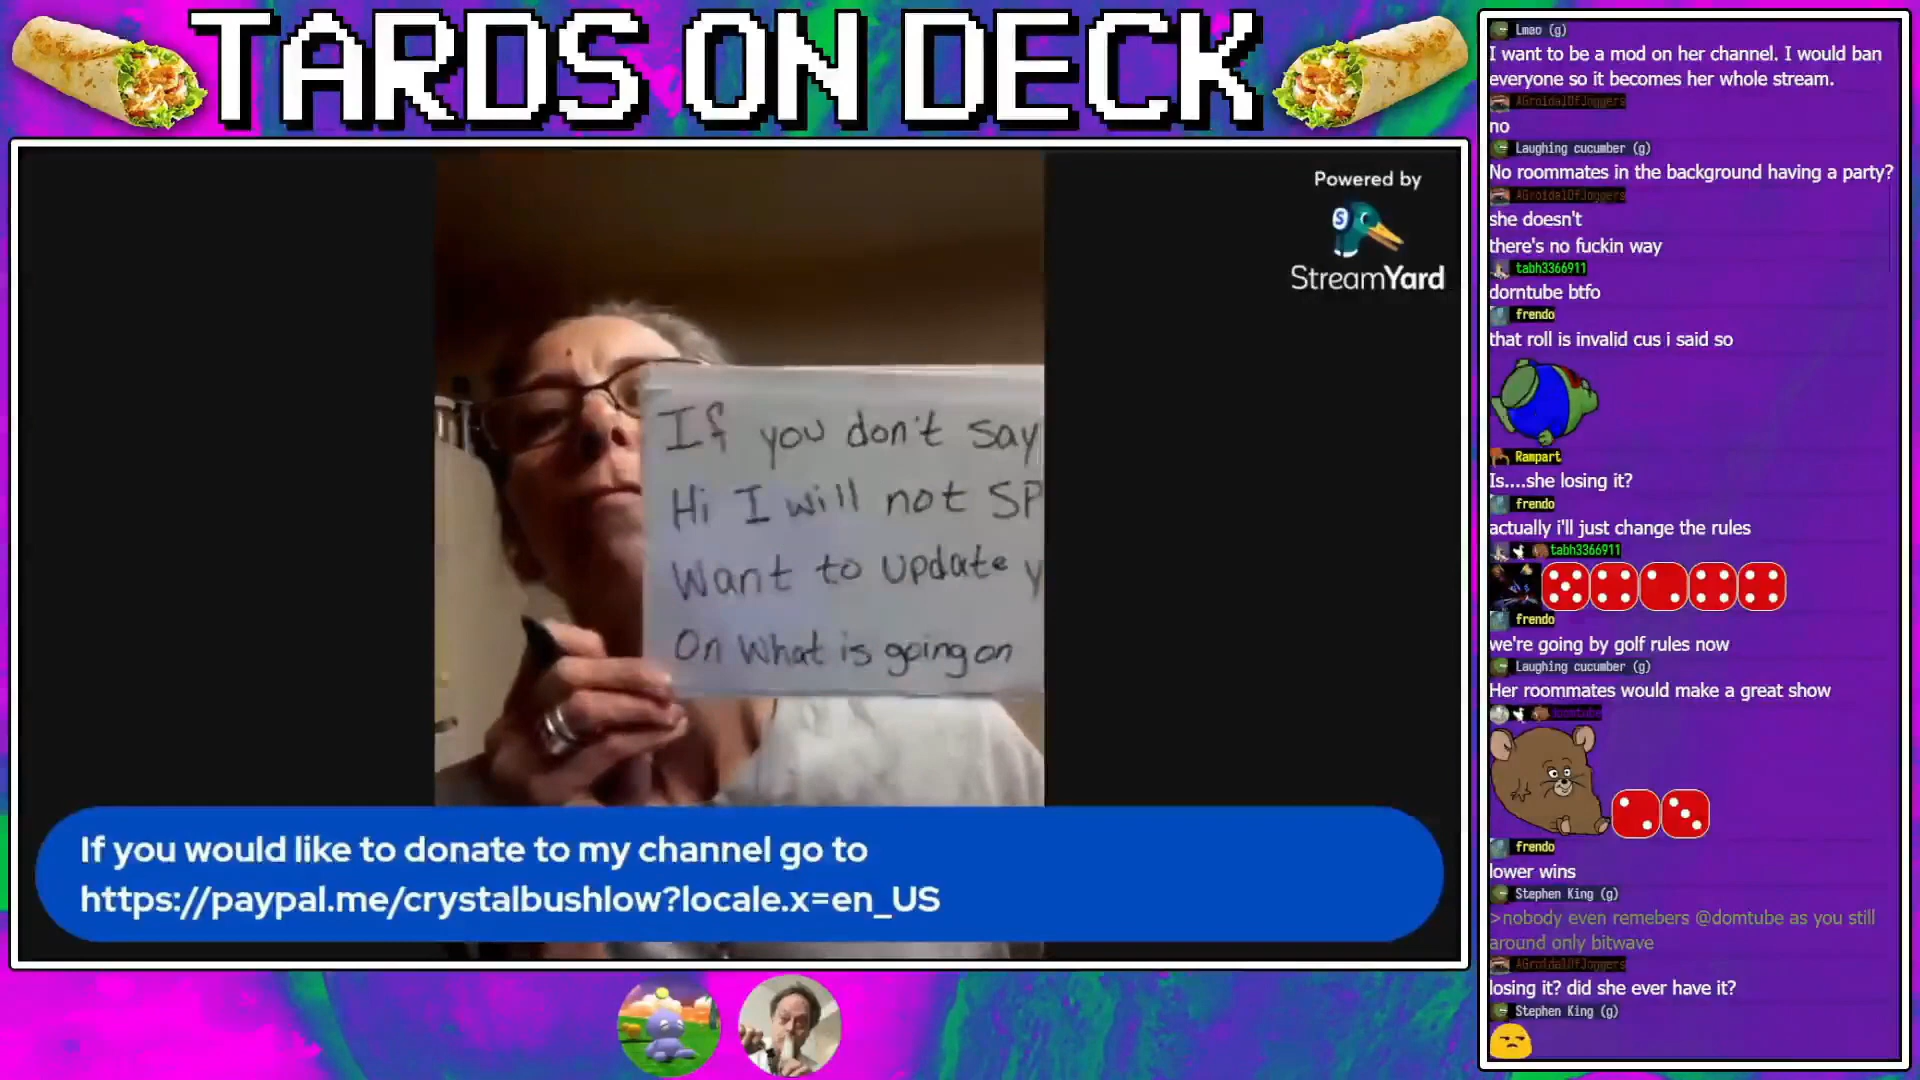 TARDS ON DECK
Powered by
StreamYard
If you don't say
Hi I will not SP
Want to update y
On What is going on
If you would like to donate to my channel go to
https://paypal.me/crystalbushlow?locale.x=en_US
Lmao (g)
I want to be a mod on her channel. I would ban
everyone so it becomes her whole stream.
AGroidalOfJoggers
no
Laughing cucumber (g)
No roommates in the background having a party?
AGroidalOfJoggers
she doesn't
there's no fuckin way
tabh3366911
dorntube btfo
frendo
that roll is invalid cus i said so
Rampart
Is....she losing it?
frendo
actually i'll just change the rules
tabh3366911
frendo
we're going by golf rules now
Laughing cucumber (g)
Her roommates would make a great show
frendo
lower wins
Stephen King (g)
>nobody even remebers @domtube as you still
around only bitwave
AGroidalOfJoggers
losing it? did she ever have it?
Stephen King (g)